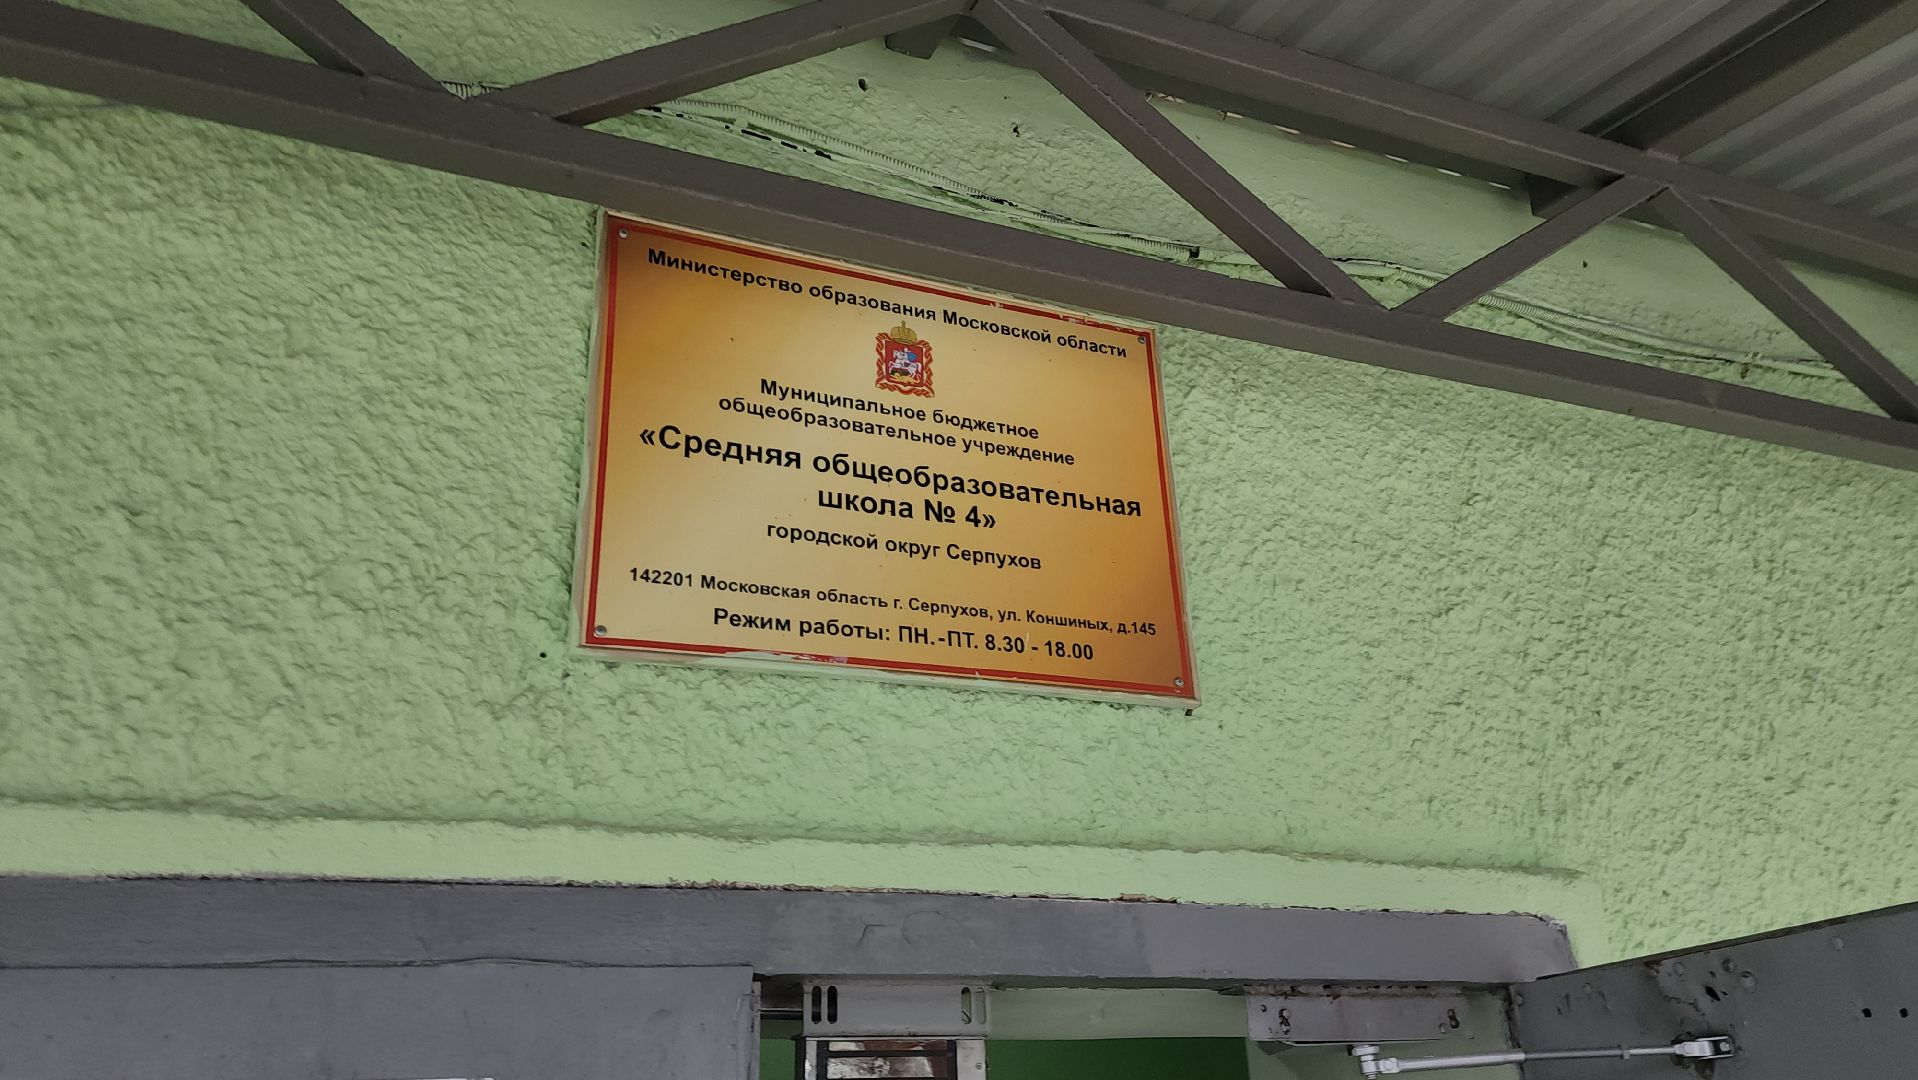 Министерство образования Московской области
Муниципальное бюджетное
общеобразовательное учреждение
«Средняя общеобразовательная
школа № 4»
городской округ Серпухов
142201 Московская область г. Серпухов, ул. Коншиных, д.145
Режим работы: ПН.-ПТ. 8.30 - 18.00